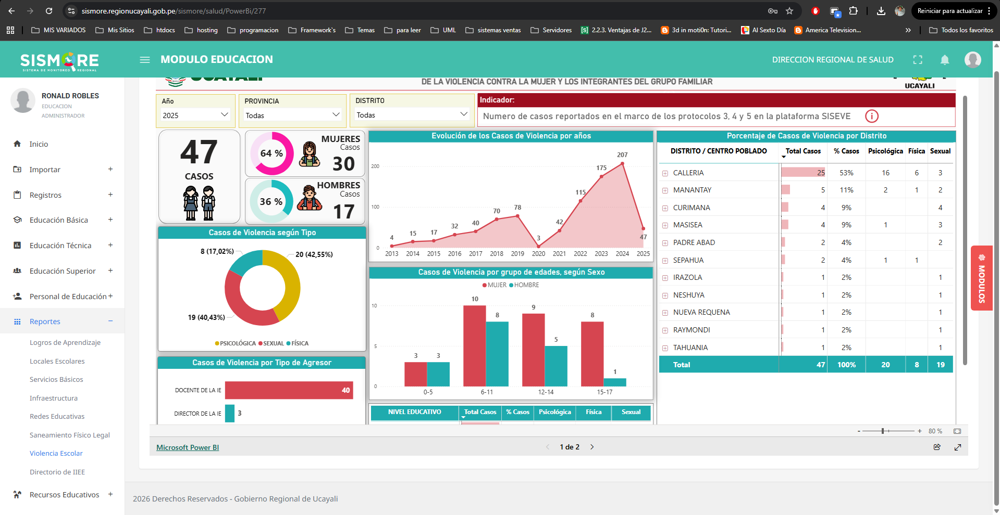 sismore.regionucayali.gob.pe/sismore/salud/PowerBi/277
Reiniciar para actualizar
MIS VARIADOS
Mis Sitios
htdocs
hosting
programacion
Framework`s
Temas
para leer
UML
sistemas ventas
Servidores
[S] 2.2.3. Ventajas de J2...
3d in moti0n: Tutori...
Al Sexto Día
America Television...
»
Todos los favoritos
SISMORE
SISTEMA DE MONITOREO REGIONAL
MODULO EDUCACION
DIRECCION REGIONAL DE SALUD
RONALD ROBLES
EDUCACION
ADMINISTRADOR
Inicio
Importar +
Registros +
Educación Básica +
Educación Técnica +
Educación Superior +
Personal de Educación +
Reportes −
Logros de Aprendizaje
Locales Escolares
Servicios Básicos
Infraestructura
Redes Educativas
Saneamiento Físico Legal
Violencia Escolar
Directorio de IIEE
Recursos Educativos +
UCAYALI
DE LA VIOLENCIA CONTRA LA MUJER Y LOS INTEGRANTES DEL GRUPO FAMILIAR
UCAYALI
Año
2025
PROVINCIA
Todas
DISTRITO
Todas
Indicador:
Numero de casos reportados en el marco de los protocolos 3, 4 y 5 en la plataforma SISEVE
47
CASOS
64 %
MUJERES
Casos
30
36 %
HOMBRES
Casos
17
Casos de Violencia según Tipo
8 (17,02%)
20 (42,55%)
19 (40,43%)
PSICOLÓGICA SEXUAL FÍSICA
Casos de Violencia por Tipo de Agresor
DOCENTE DE LA IE 40
DIRECTOR DE LA IE 3
Evolución de los Casos de Violencia por años
200
100
0
4 15 17 32 40 70 78 3 42 115 175 207 47
2013 2014 2015 2016 2017 2018 2019 2020 2021 2022 2023 2024 2025
Casos de Violencia por grupo de edades, según Sexo
MUJER HOMBRE
10
5
0
3 3 10 8 9 5 8 1
0-5 6-11 12-14 15-17
NIVEL EDUCATIVO Total Casos % Casos Psicológica Física Sexual
Porcentaje de Casos de Violencia por Distrito
DISTRITO / CENTRO POBLADO Total Casos % Casos Psicológica Física Sexual
CALLERIA 25 53% 16 6 3
MANANTAY 5 11% 2 1 2
CURIMANA 4 9% 4
MASISEA 4 9% 1 3
PADRE ABAD 2 4% 2
SEPAHUA 2 4% 1 1
IRAZOLA 1 2% 1
NESHUYA 1 2% 1
NUEVA REQUENA 1 2% 1
RAYMONDI 1 2% 1
TAHUANIA 1 2% 1
Total 47 100% 20 8 19
MODULOS
- + 80 %
Microsoft Power BI
1 de 2
2026 Derechos Reservados - Gobierno Regional de Ucayali